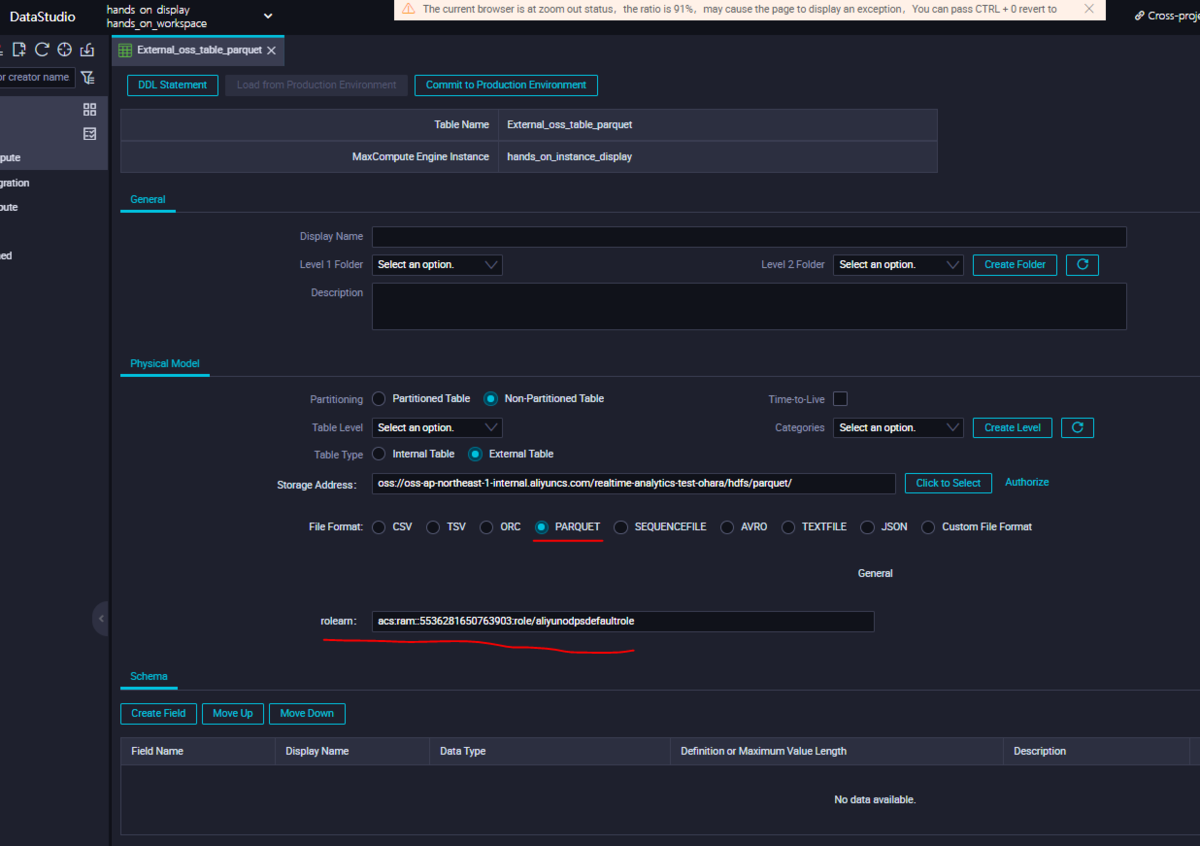 DataStudio
hands_on_display
hands_on_workspace
The current browser is at zoom out status, the ratio is 91%, may cause the page to display an exception, You can pass CTRL + 0 revert to
Cross-proje
or creator name
External_oss_table_parquet
DDL Statement Load from Production Environment Commit to Production Environment
Table Name External_oss_table_parquet
MaxCompute Engine Instance hands_on_instance_display
pute
gration
pute
ed
General
Display Name
Level 1 Folder Select an option. Level 2 Folder Select an option. Create Folder
Description
Physical Model
Partitioning Partitioned Table Non-Partitioned Table Time-to-Live
Table Level Select an option. Categories Select an option. Create Level
Table Type Internal Table External Table
Storage Address: oss://oss-ap-northeast-1-internal.aliyuncs.com/realtime-analytics-test-ohara/hdfs/parquet/ Click to Select Authorize
File Format: CSV TSV ORC PARQUET SEQUENCEFILE AVRO TEXTFILE JSON Custom File Format
General
rolearn: acs:ram::5536281650763903:role/aliyunodpsdefaultrole
Schema
Create Field Move Up Move Down
Field Name Display Name Data Type Definition or Maximum Value Length Description
No data available.